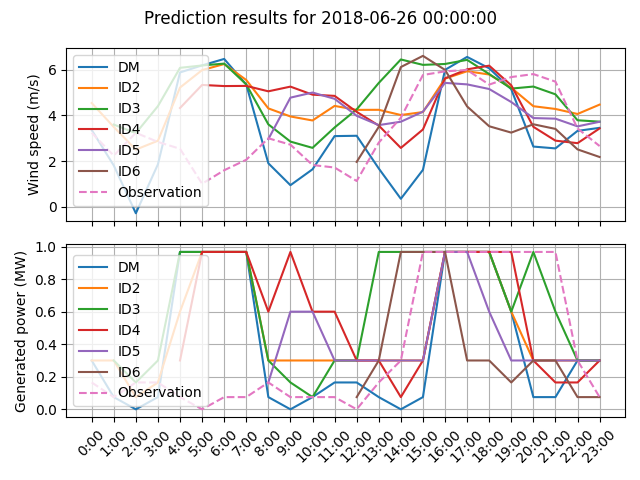 Prediction results for 2018-06-26 00:00:00
Wind speed (m/s)
6
4
2
0
DM
ID2
ID3
ID4
ID5
ID6
Observation
Generated power (MW)
1.0
0.8
0.6
0.4
0.2
0.0
DM
ID2
ID3
ID4
ID5
ID6
Observation
0:00 1:00 2:00 3:00 4:00 5:00 6:00 7:00 8:00 9:00 10:00 11:00 12:00 13:00 14:00 15:00 16:00 17:00 18:00 19:00 20:00 21:00 22:00 23:00